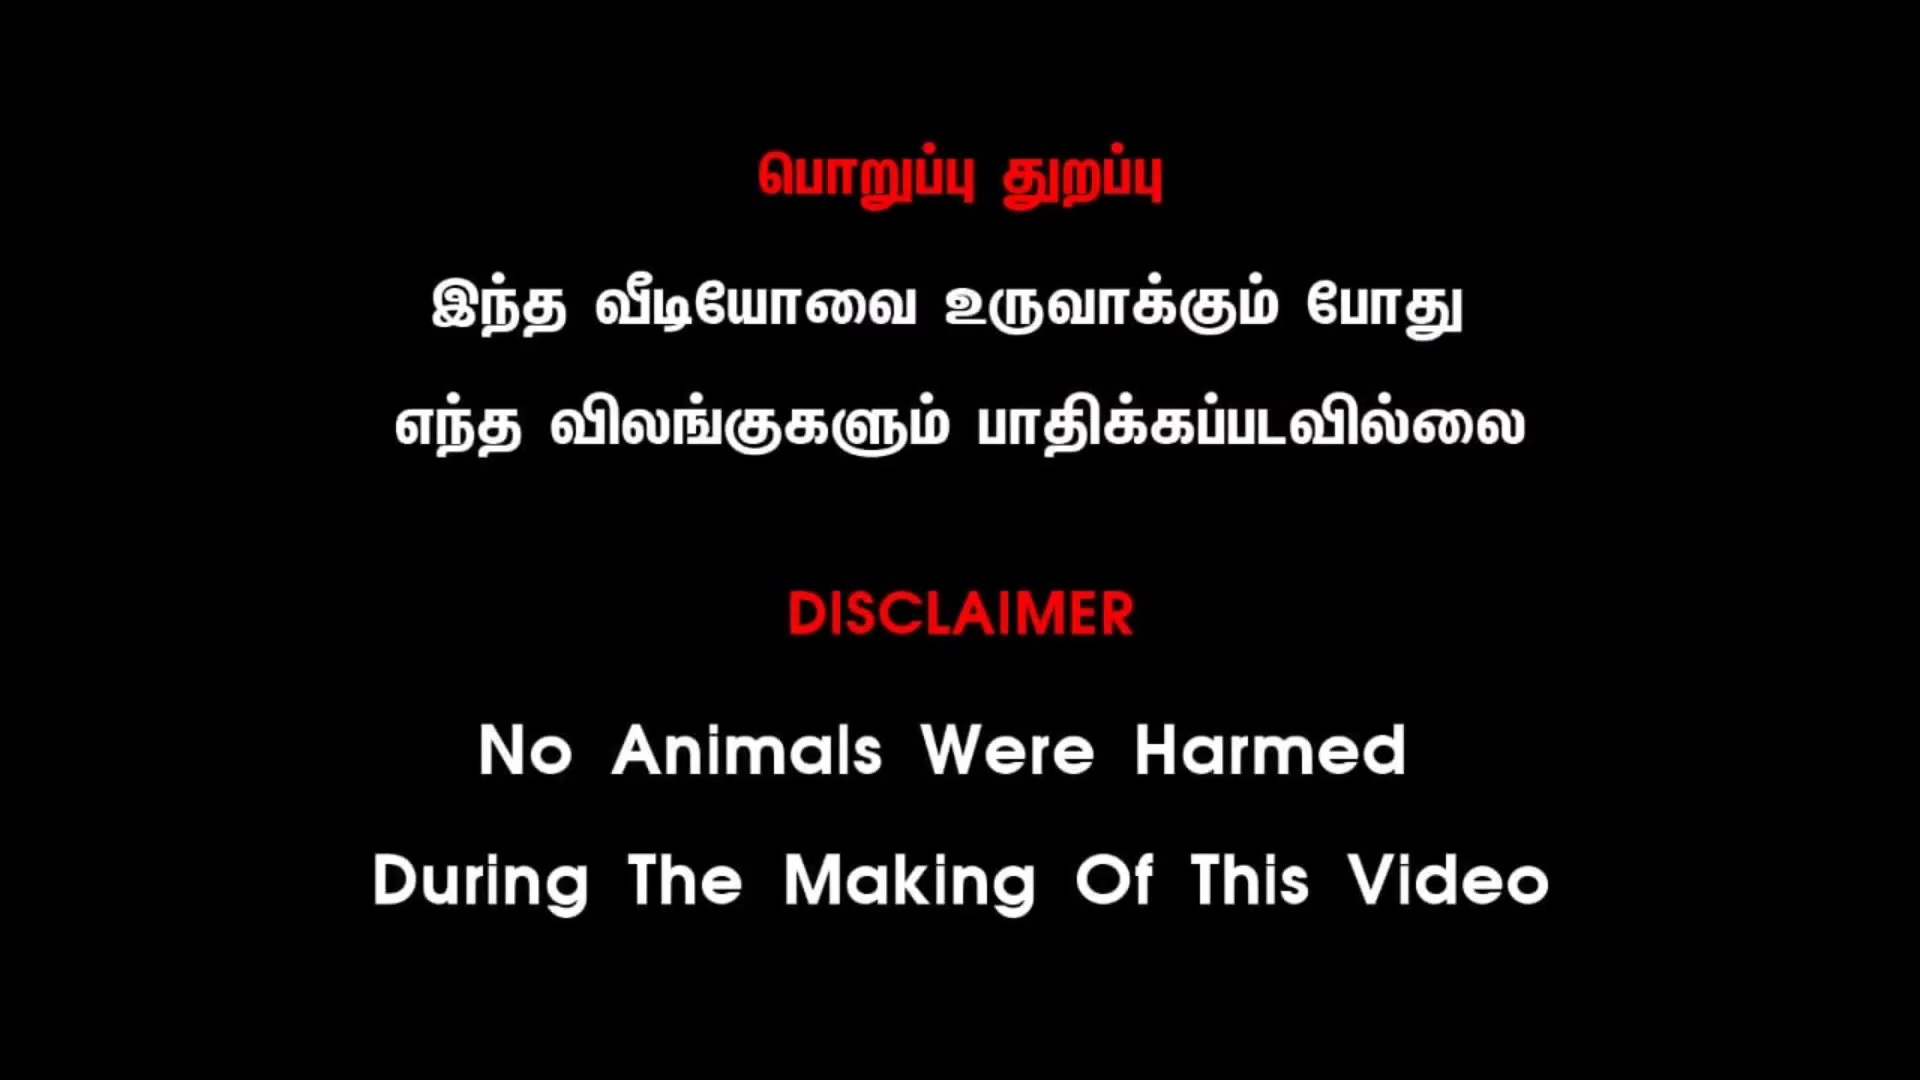 பொறுப்பு துறப்பு
இந்த வீடியோவை உருவாக்கும் போது
எந்த விலங்குகளும் பாதிக்கப்படவில்லை
DISCLAIMER
No Animals Were Harmed
During The Making Of This Video